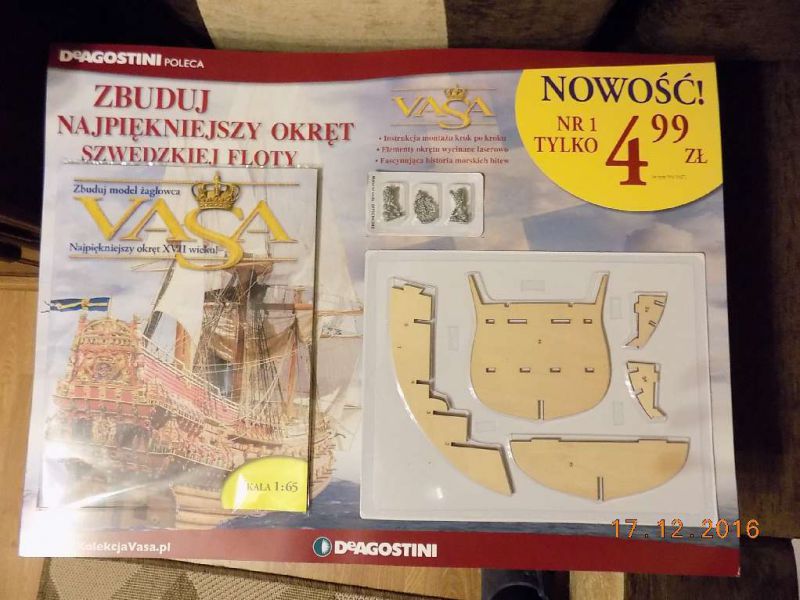 DEAGOSTINI POLECA
ZBUDUJ
NAJPIĘKNIEJSZY OKRĘT
SZWEDZKIEJ FLOTY
VASA
• Instrukcja montażu krok po kroku
• Elementy okrętu wycinane laserowo
• Fascynująca historia morskich bitew
NOWOŚĆ!
NR 1
TYLKO
4 99 ZŁ
Zbuduj model żaglowca
VASA
Najpiękniejszy okręt XVII wieku!
KALA 1:65
KolekcjaVasa.pl
DEAGOSTINI
17.12.2016